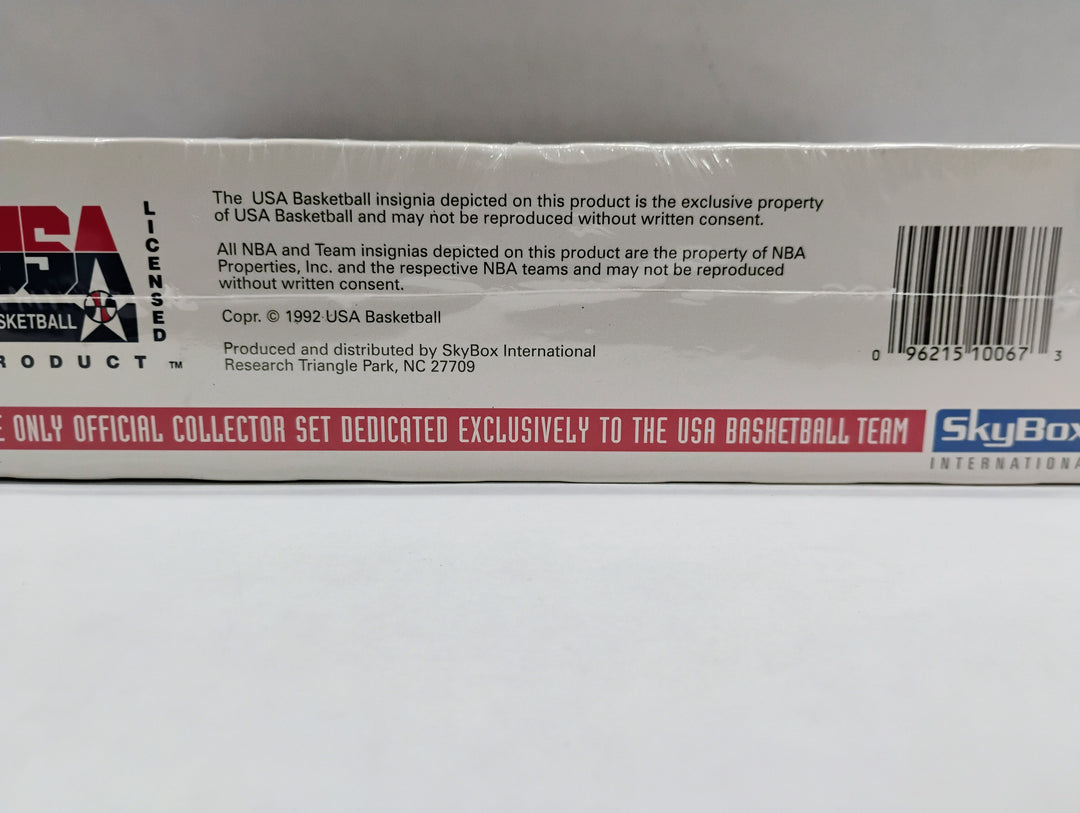 USA
BASKETBALL
LICENSED
PRODUCT ™
The USA Basketball insignia depicted on this product is the exclusive property
of USA Basketball and may not be reproduced without written consent.
All NBA and Team insignias depicted on this product are the property of NBA
Properties, Inc. and the respective NBA teams and may not be reproduced
without written consent.
Copr. © 1992 USA Basketball
Produced and distributed by SkyBox International
Research Triangle Park, NC 27709
0 96215 10067 3
E ONLY OFFICIAL COLLECTOR SET DEDICATED EXCLUSIVELY TO THE USA BASKETBALL TEAM
SkyBox
INTERNATIONA